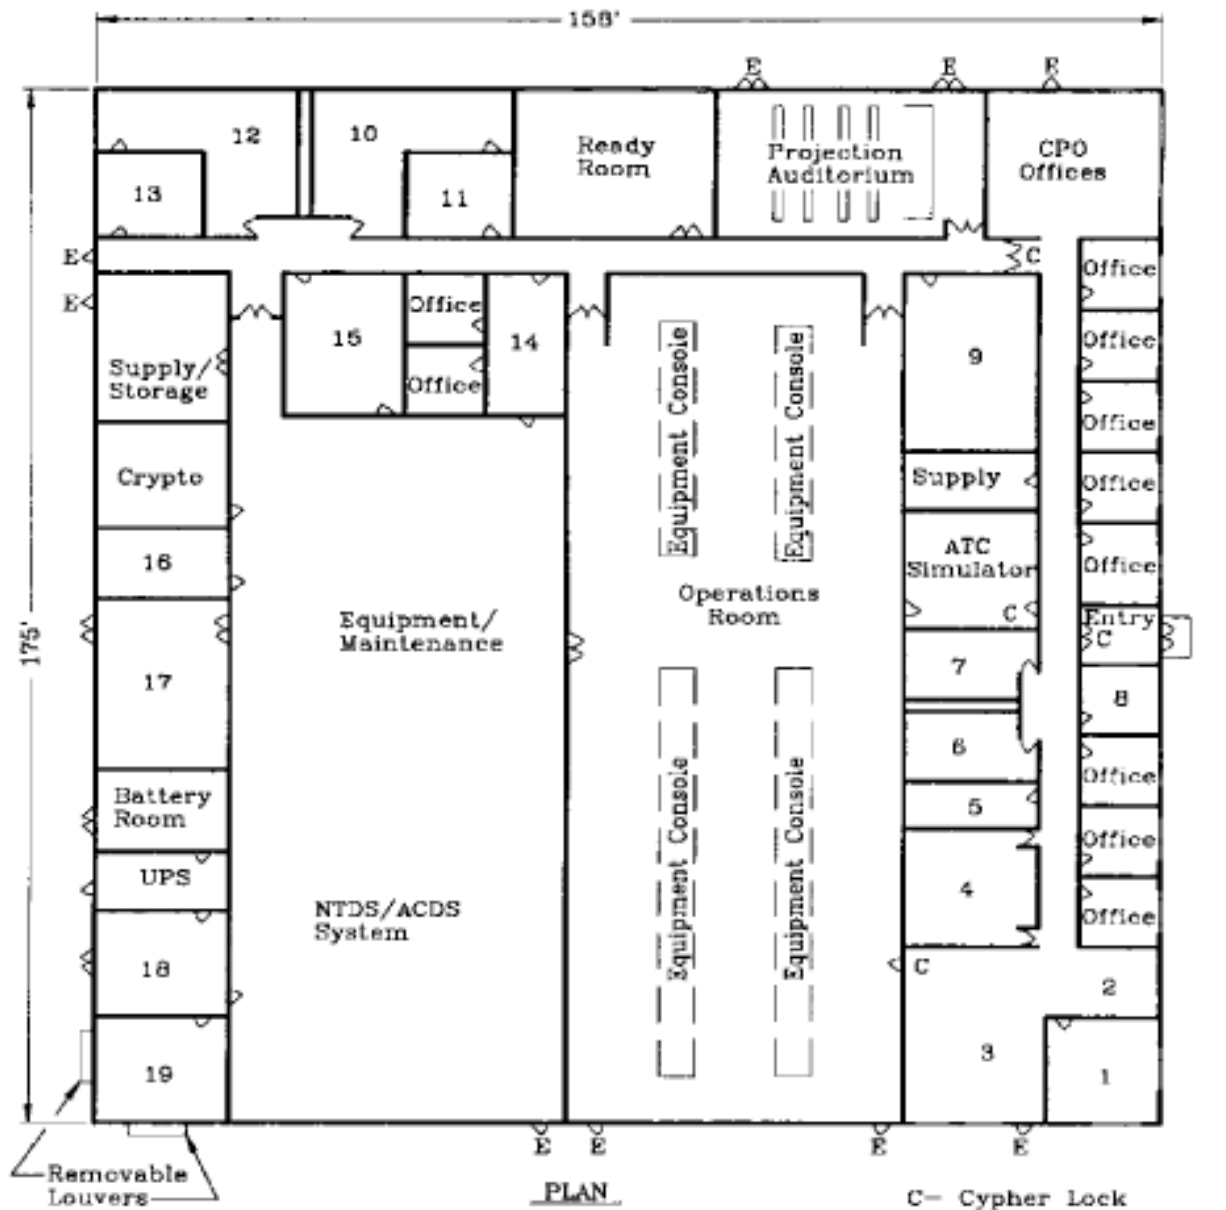 158'
E
E
E
12
10
Ready
Room
Projection
Auditorium
CPO
Offices
13
11
E
C
Office
E
Office
15
14
Office
Supply/
Storage
Office
Equipment Console
Equipment Console
9
Office
Office
Crypto
Supply
Office
16
ATC
Simulator
Office
Operations
Room
C
Entry
C
Equipment/
Maintenance
175'
17
7
8
6
Office
Battery
Room
5
Office
UPS
Equipment Console
Equipment Console
4
NTDS/ACDS
System
Office
18
C
2
19
3
1
E
E
E
E
Removable
Louvers
PLAN
C- Cypher Lock